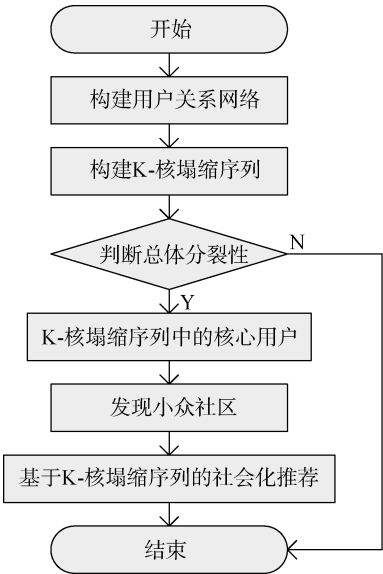 开始
构建用户关系网络
构建K-核塌缩序列
判断总体分裂性
N
Y
K-核塌缩序列中的核心用户
发现小众社区
基于K-核塌缩序列的社会化推荐
结束